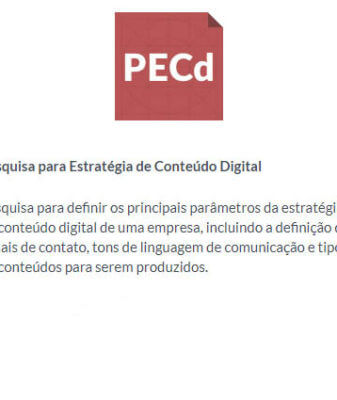 PECd
squisa para Estratégia de Conteúdo Digital
squisa para definir os principais parâmetros da estratégi
conteúdo digital de uma empresa, incluindo a definição
ais de contato, tons de linguagem de comunicação e tip
conteúdos para serem produzidos.